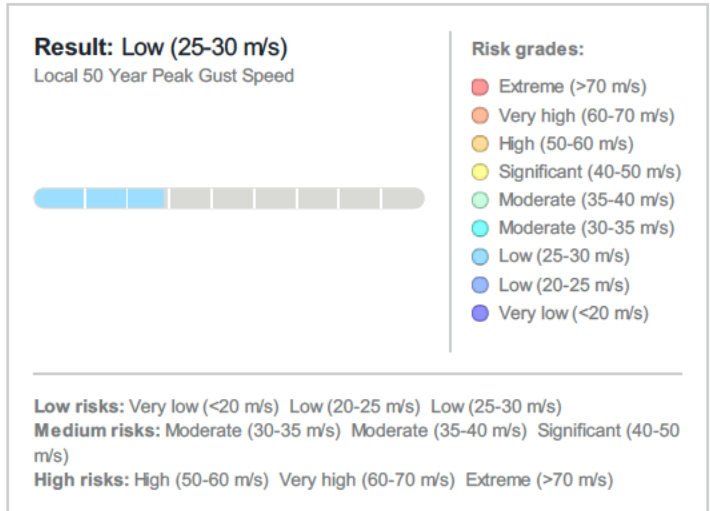 Result: Low (25-30 m/s)
Local 50 Year Peak Gust Speed
Risk grades:
Extreme (>70 m/s)
Very high (60-70 m/s)
High (50-60 m/s)
Significant (40-50 m/s)
Moderate (35-40 m/s)
Moderate (30-35 m/s)
Low (25-30 m/s)
Low (20-25 m/s)
Very low (<20 m/s)
Low risks: Very low (<20 m/s) Low (20-25 m/s) Low (25-30 m/s)
Medium risks: Moderate (30-35 m/s) Moderate (35-40 m/s) Significant (40-50
m/s)
High risks: High (50-60 m/s) Very high (60-70 m/s) Extreme (>70 m/s)